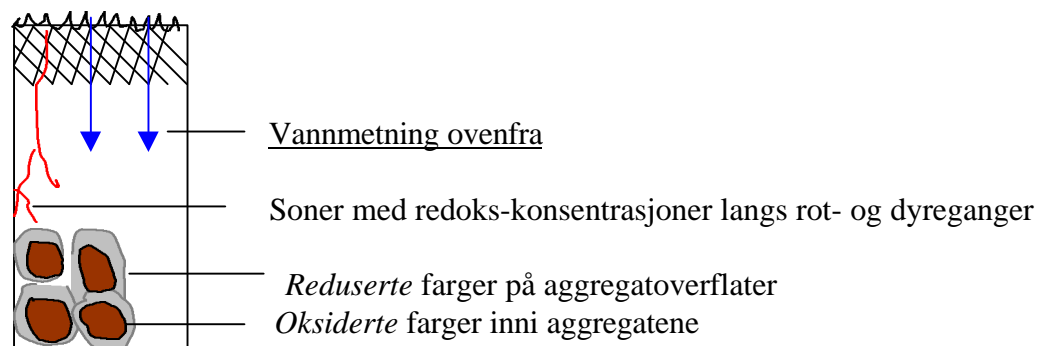 Vannmetning ovenfra
Soner med redoks-konsentrasjoner langs rot- og dyreganger
Reduserte farger på aggregatoverflater
Oksiderte farger inni aggregatene